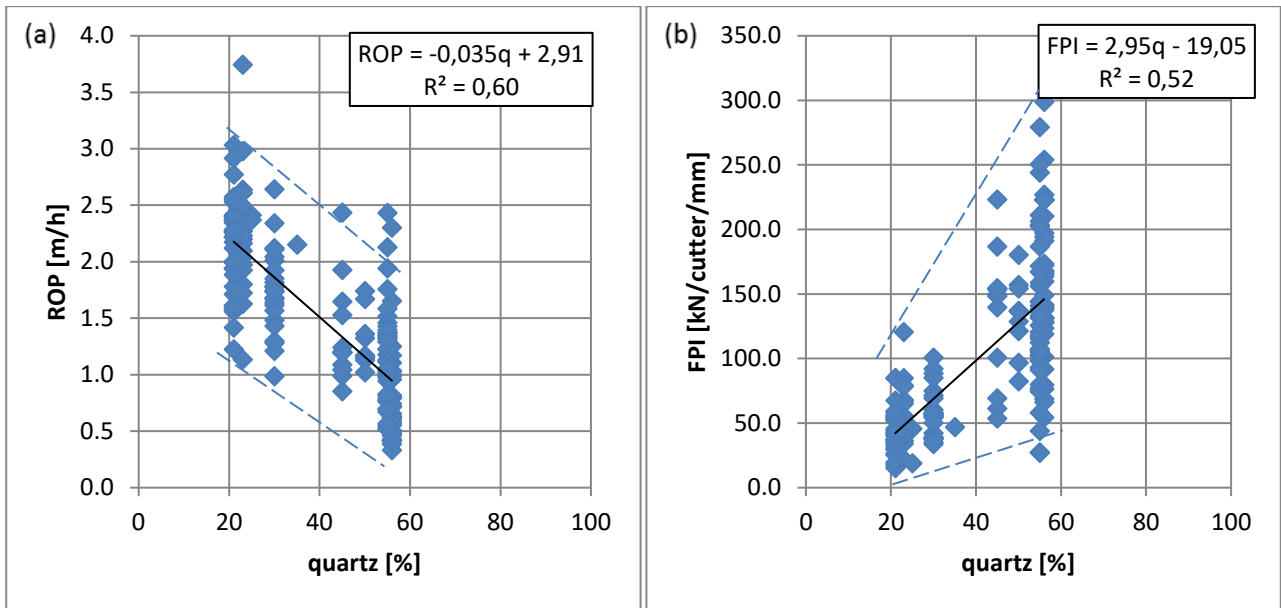 (a)
4.0
3.5
3.0
2.5
2.0
1.5
1.0
0.5
0.0
ROP [m/h]
ROP = -0,035q + 2,91
R² = 0,60
0 20 40 60 80 100
quartz [%]
(b)
350.0
300.0
250.0
200.0
150.0
100.0
50.0
0.0
FPI [kN/cutter/mm]
FPI = 2,95q - 19,05
R² = 0,52
0 20 40 60 80 100
quartz [%]